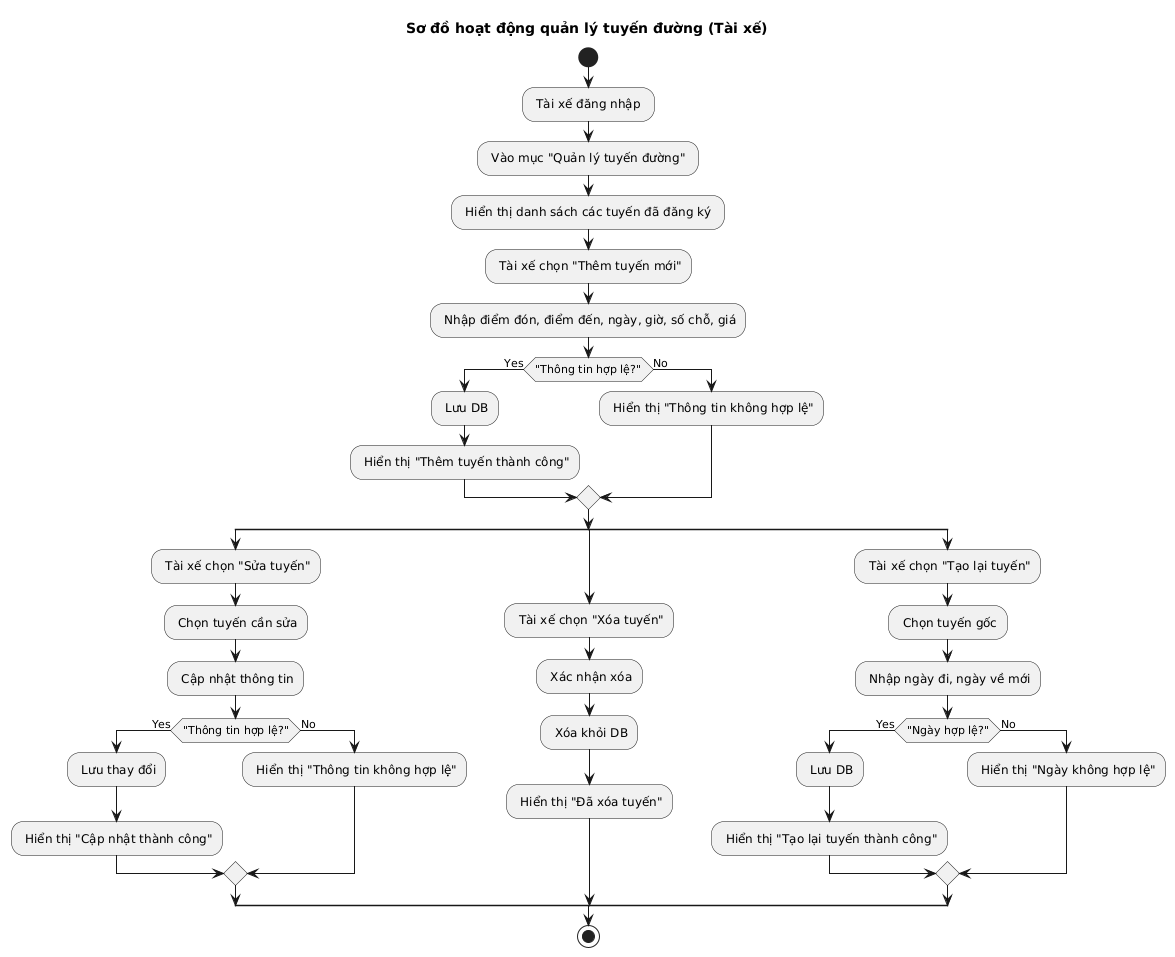 Sơ đồ hoạt động quản lý tuyến đường (Tài xế)
Tài xế đăng nhập
Vào mục "Quản lý tuyến đường"
Hiển thị danh sách các tuyến đã đăng ký
Tài xế chọn "Thêm tuyến mới"
Nhập điểm đón, điểm đến, ngày, giờ, số chỗ, giá
"Thông tin hợp lệ?"
Yes
No
Lưu DB
Hiển thị "Thêm tuyến thành công"
Hiển thị "Thông tin không hợp lệ"
Tài xế chọn "Sửa tuyến"
Chọn tuyến cần sửa
Cập nhật thông tin
"Thông tin hợp lệ?"
Yes
No
Lưu thay đổi
Hiển thị "Cập nhật thành công"
Hiển thị "Thông tin không hợp lệ"
Tài xế chọn "Xóa tuyến"
Xác nhận xóa
Xóa khỏi DB
Hiển thị "Đã xóa tuyến"
Tài xế chọn "Tạo lại tuyến"
Chọn tuyến gốc
Nhập ngày đi, ngày về mới
"Ngày hợp lệ?"
Yes
No
Lưu DB
Hiển thị "Tạo lại tuyến thành công"
Hiển thị "Ngày không hợp lệ"